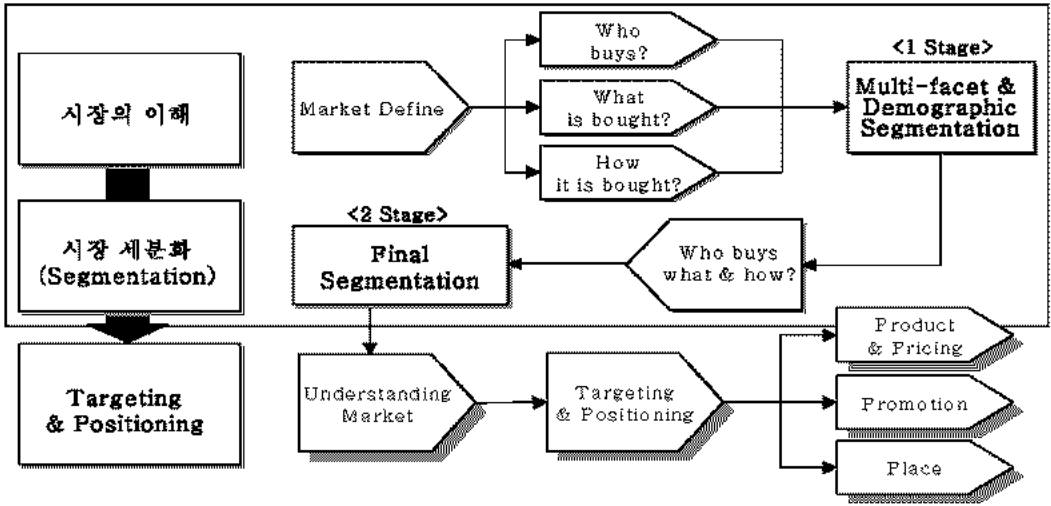 시장의 이해
시장 세분화
(Segmentation)
Targeting
& Positioning
Market Define
Who
buys?
What
is bought?
How
it is bought?
<1 Stage>
Multi-facet &
Demographic
Segmentation
Who buys
what & how?
<2 Stage>
Final
Segmentation
Understanding
Market
Targeting
& Positioning
Product
& Pricing
Promotion
Place